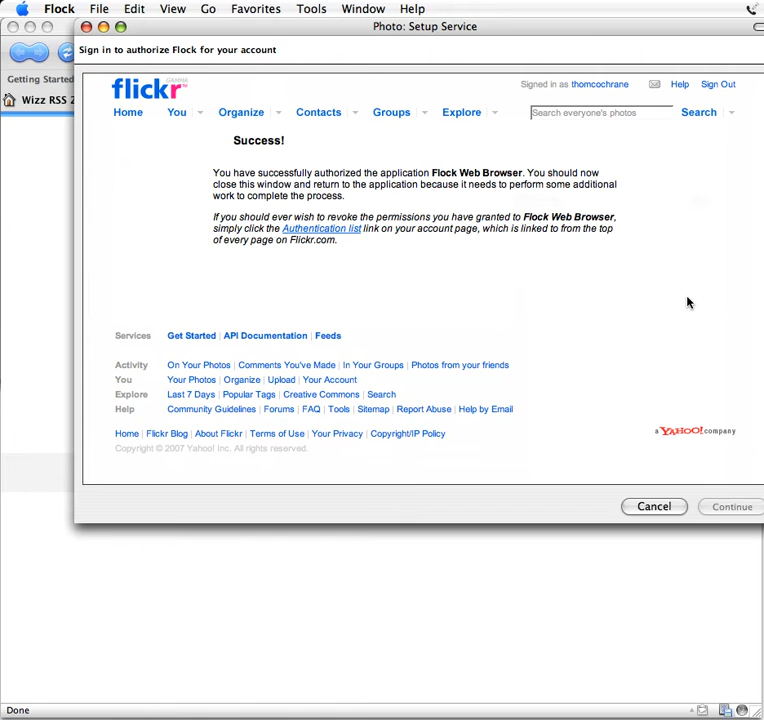 Flock File Edit View Go Favorites Tools Window Help
Photo: Setup Service
Sign in to authorize Flock for your account
Getting Started
Wizz RSS 2
flickr GAMMA
Signed in as thomcochrane Help Sign Out
Home You Organize Contacts Groups Explore Search everyone's photos Search
Success!
You have successfully authorized the application Flock Web Browser. You should now
close this window and return to the application because it needs to perform some additional
work to complete the process.
If you should ever wish to revoke the permissions you have granted to Flock Web Browser,
simply click the Authentication list link on your account page, which is linked to from the top
of every page on Flickr.com.
Services Get Started | API Documentation | Feeds
Activity On Your Photos | Comments You've Made | In Your Groups | Photos from your friends
You Your Photos | Organize | Upload | Your Account
Explore Last 7 Days | Popular Tags | Creative Commons | Search
Help Community Guidelines | Forums | FAQ | Tools | Sitemap | Report Abuse | Help by Email
a YAHOO! company
Home | Flickr Blog | About Flickr | Terms of Use | Your Privacy | Copyright/IP Policy
Copyright © 2007 Yahoo! Inc. All rights reserved.
Cancel Continue
Done